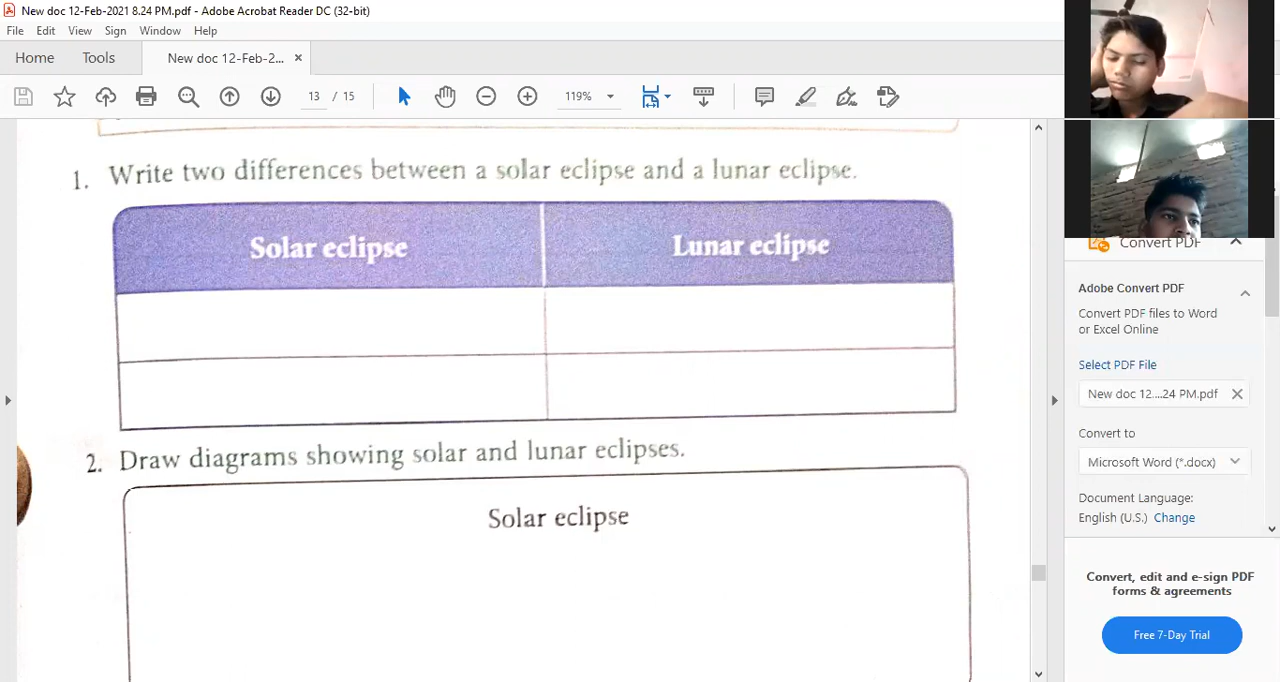 New doc 12-Feb-2021 8.24 PM.pdf - Adobe Acrobat Reader DC (32-bit)
File Edit View Sign Window Help
Home Tools New doc 12-Feb-2... ×
13 / 15 119%
1. Write two differences between a solar eclipse and a lunar eclipse.
Solar eclipse Lunar eclipse
2. Draw diagrams showing solar and lunar eclipses.
Solar eclipse
Convert PDF
Adobe Convert PDF
Convert PDF files to Word
or Excel Online
Select PDF File
New doc 12....24 PM.pdf
Convert to
Microsoft Word (*.docx)
Document Language:
English (U.S.) Change
Convert, edit and e-sign PDF
forms & agreements
Free 7-Day Trial